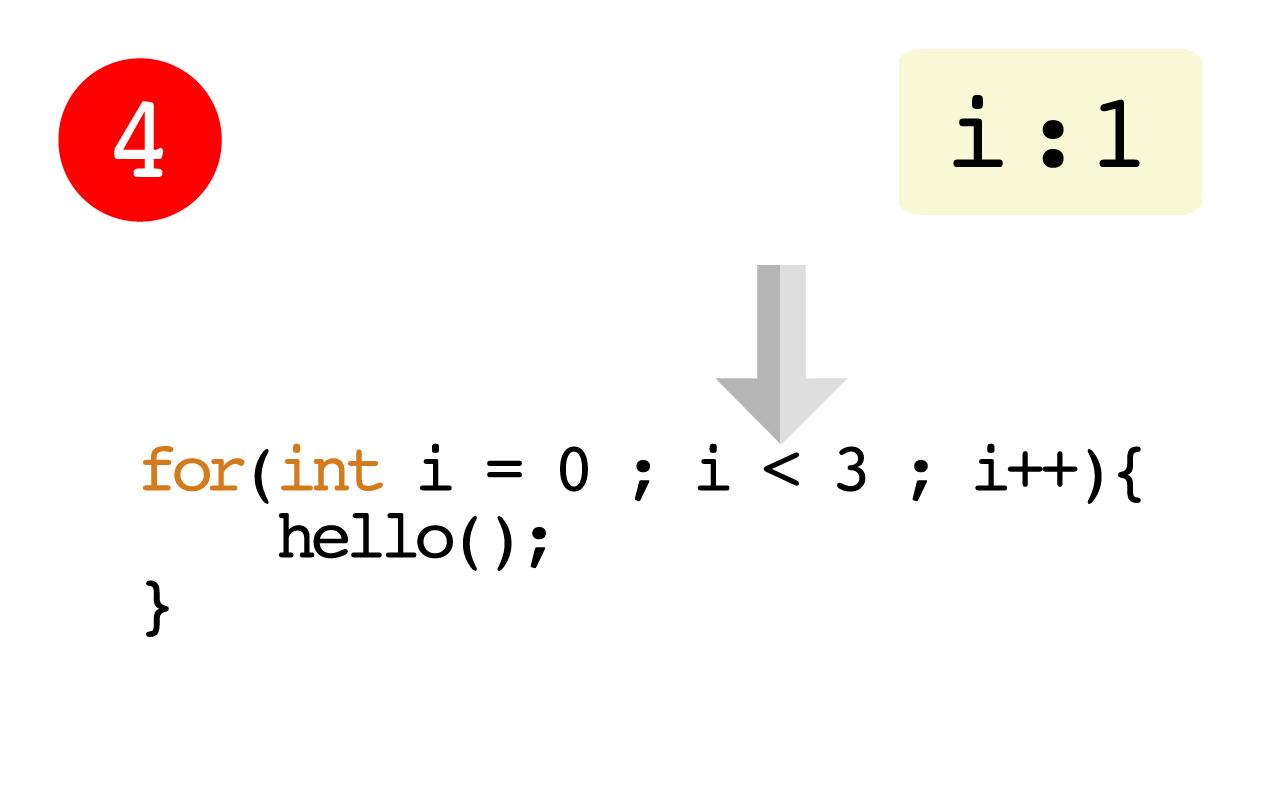 4
i:1
for(int i = 0 ; i < 3 ; i++){
    hello();
}